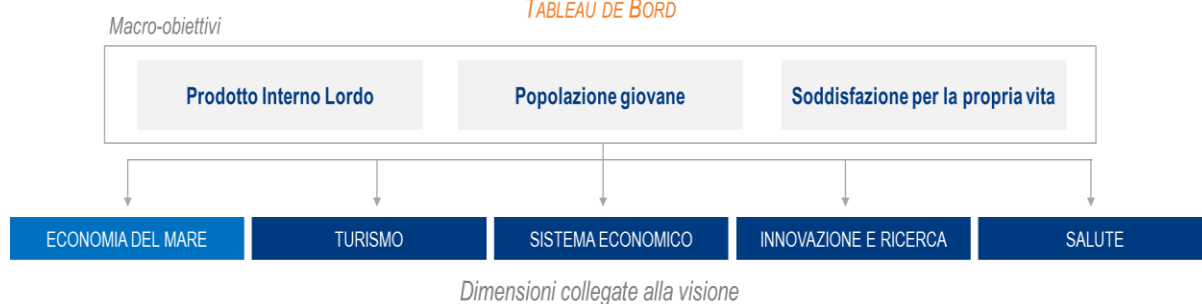 TABLEAU DE BORD
Macro-obiettivi
Prodotto Interno Lordo
Popolazione giovane
Soddisfazione per la propria vita
ECONOMIA DEL MARE
TURISMO
SISTEMA ECONOMICO
INNOVAZIONE E RICERCA
SALUTE
Dimensioni collegate alla visione